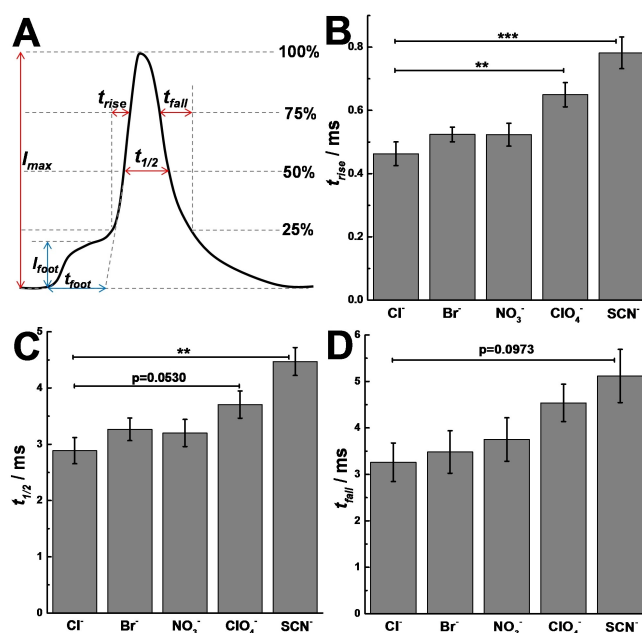 A
100%
t_rise
t_fall
75%
I_max
t_1/2
50%
25%
I_foot
t_foot
B
***
**
t_rise / ms
0.8
0.6
0.4
0.2
0.0
Cl⁻ Br⁻ NO₃⁻ ClO₄⁻ SCN⁻
C
**
p=0.0530
t_1/2 / ms
5
4
3
2
1
0
Cl⁻ Br⁻ NO₃⁻ ClO₄⁻ SCN⁻
D
p=0.0973
t_fall / ms
6
5
4
3
2
1
0
Cl⁻ Br⁻ NO₃⁻ ClO₄⁻ SCN⁻